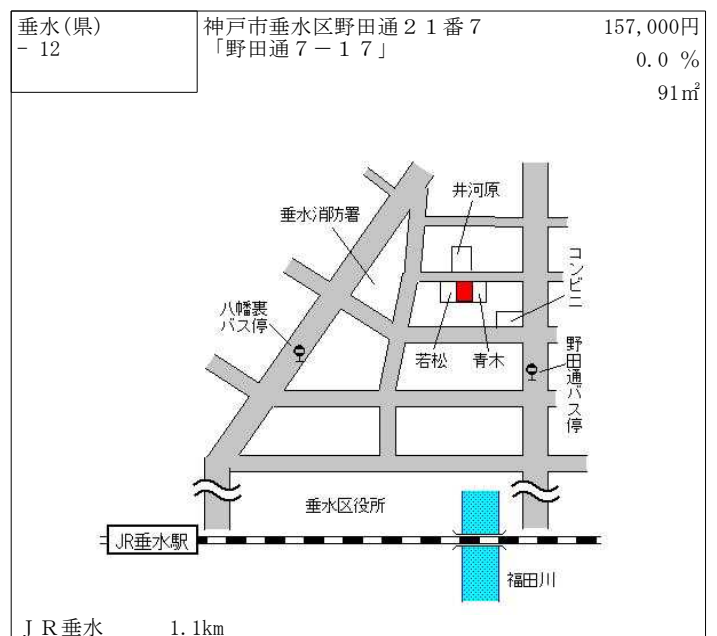 垂水(県)
- 12
神戸市垂水区野田通２１番７
「野田通７－１７」
157,000円
0.0 %
91㎡
井河原
垂水消防署
コンビニ
八幡裏
バス停
若松
青木
野田通バス停
垂水区役所
JR垂水駅
福田川
ＪＲ垂水 1.1km